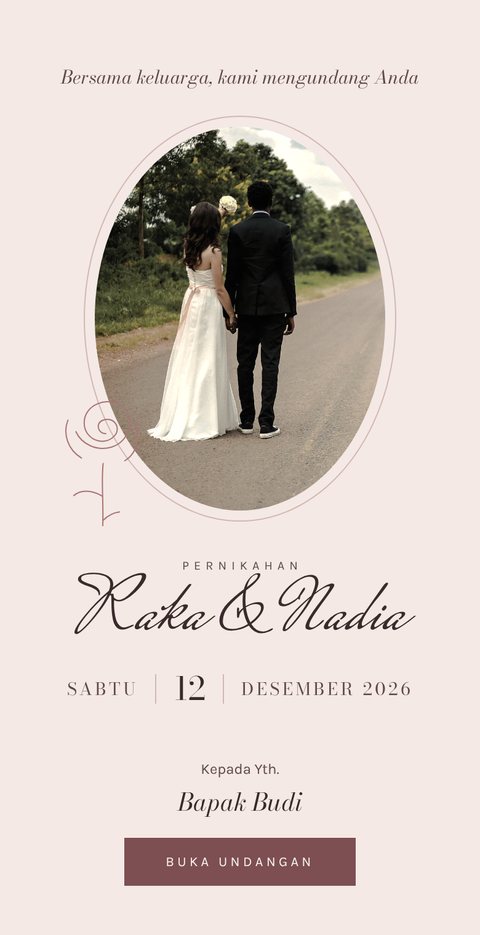 Bersama keluarga, kami mengundang Anda
PERNIKAHAN
Raka & Nadia
SABTU 12 DESEMBER 2026
Kepada Yth.
Bapak Budi
BUKA UNDANGAN